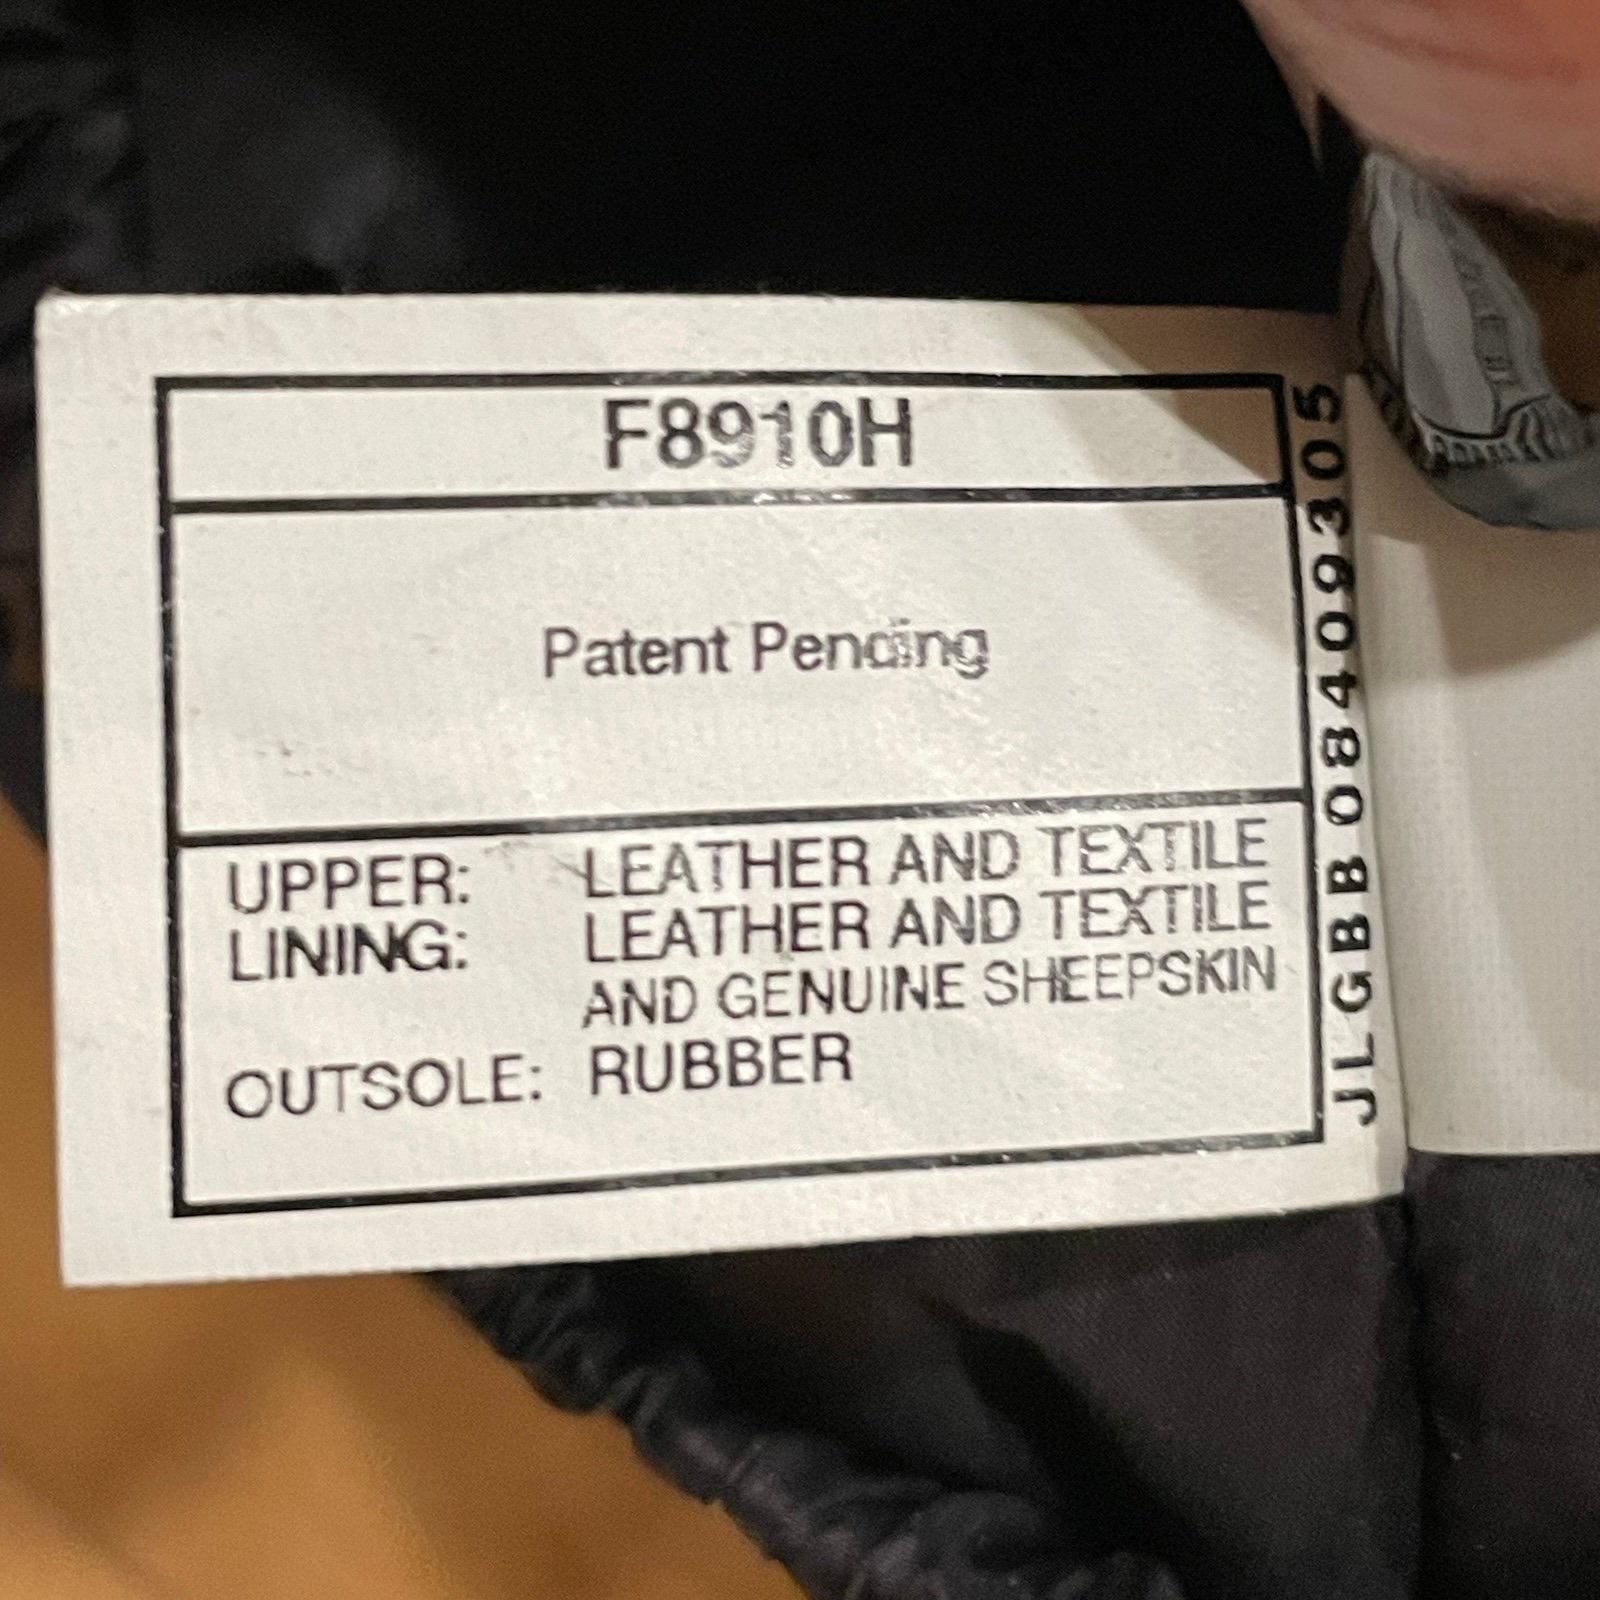 F8910H
Patent Pending
UPPER: LEATHER AND TEXTILE
LINING: LEATHER AND TEXTILE
AND GENUINE SHEEPSKIN
OUTSOLE: RUBBER
JLGBB 08409305